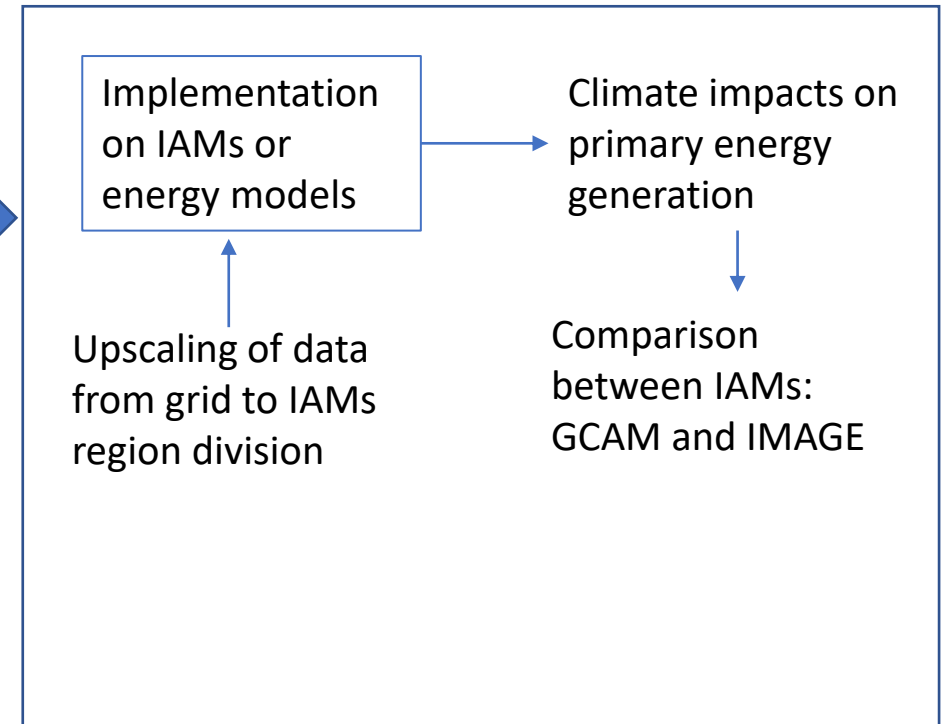 Implementation
on IAMs or
energy models
Climate impacts on
primary energy
generation
Upscaling of data
from grid to IAMs
region division
Comparison
between IAMs:
GCAM and IMAGE